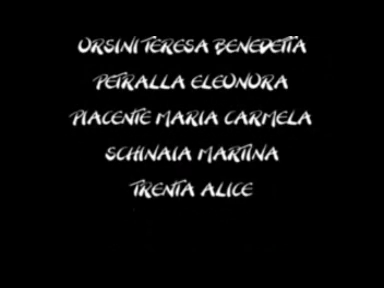 ORSINI TERESA BENEDETTA
PETRALLA ELEONORA
PIACENTE MARIA CARMELA
SCHINAIA MARTINA
TRENTA ALICE